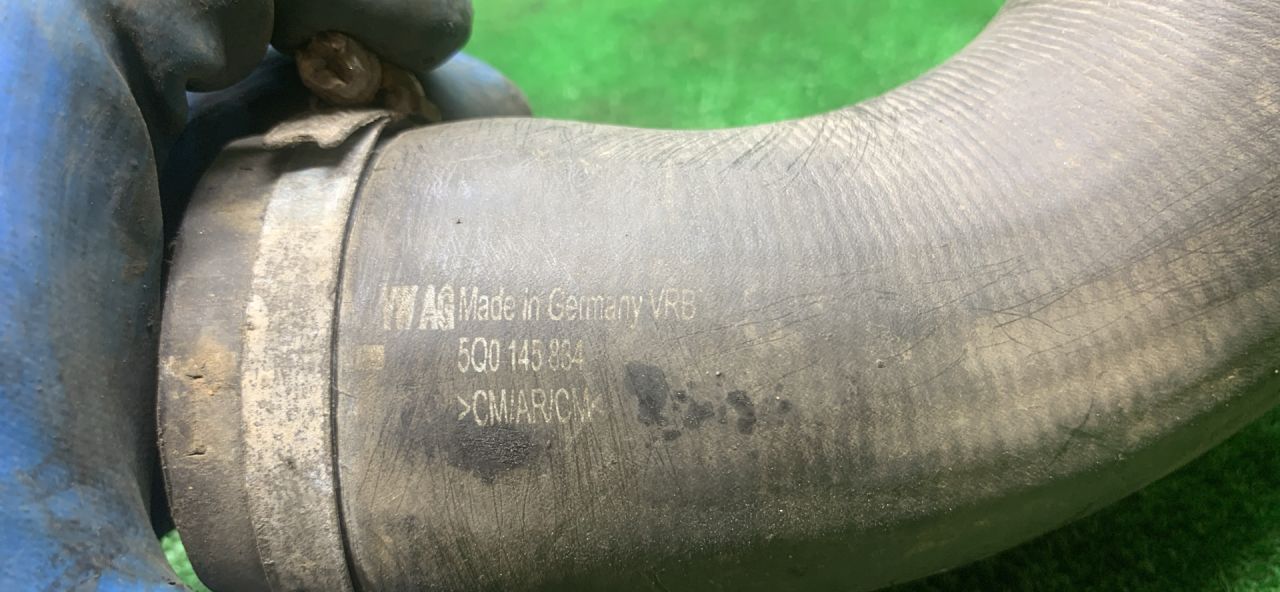 VW AG Made in Germany VRB
5Q0 145 834
>CM/AR/CM<